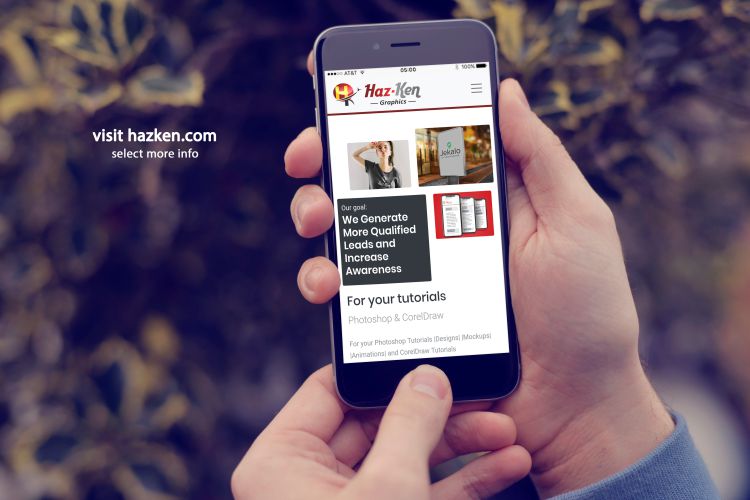 visit hazken.com
select more info
AT&T
05:00
100%
Haz-Ken
Graphics
Jekalo
Our goal:
We Generate
More Qualified
Leads and
Increase
Awareness
For your tutorials
Photoshop & CorelDraw
For your Photoshop Tutorials |Designs| |Mockups|
|Animations| and CorelDraw Tutorials